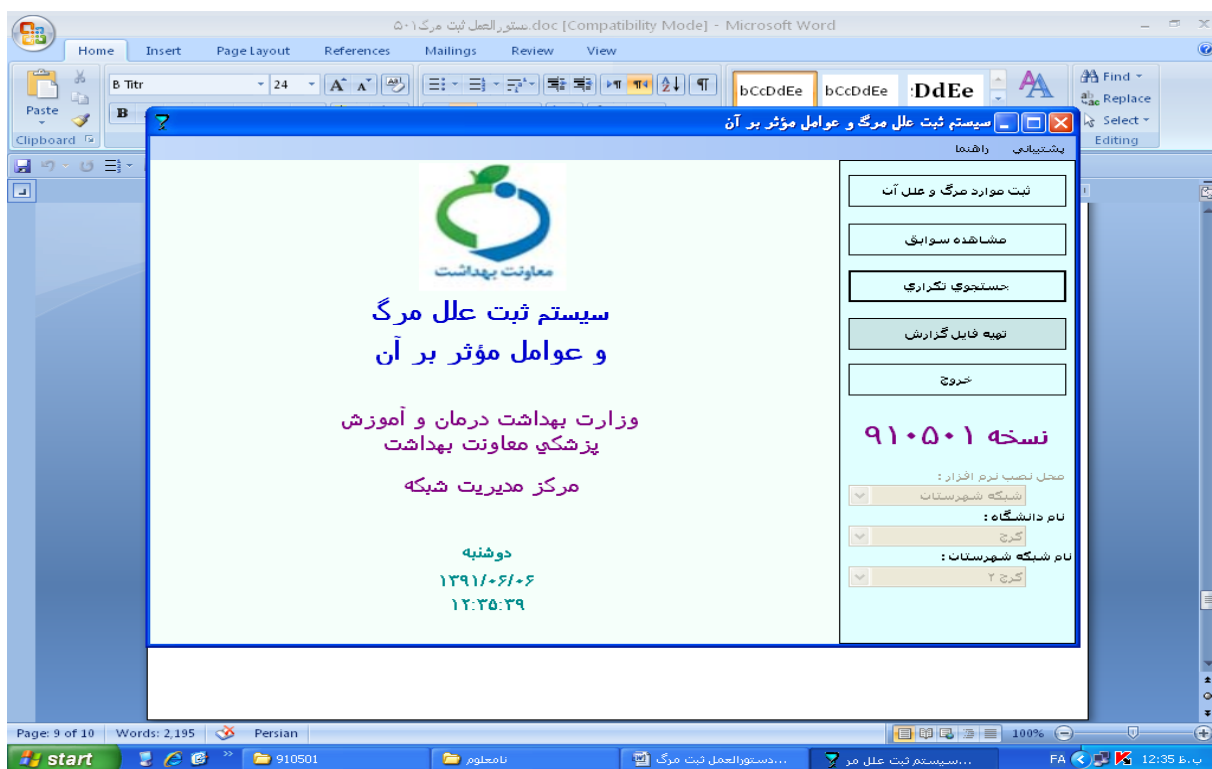 دستورالعمل ثبت مرگ۵۰۱.doc [Compatibility Mode] - Microsoft Word
Home Insert Page Layout References Mailings Review View
B Titr 24
Paste
B
bCcDdEe bCcDdEe :DdEe
Find
Replace
Select
Clipboard
Editing
سیستم ثبت علل مرگ و عوامل مؤثر بر آن
پشتیبانی راهنما
ثبت موارد مرگ و علل آن
مشاهده سوابق
جستجوي تكراري
تهیه فایل گزارش
خروج
نسخه ۹۱۰۵۰۱
محل نصب نرم افزار :
شبکه شهرستان
نام دانشگاه :
کرج
نام شبکه شهرستان :
کرج ۲
معاونت بهداشت
سیستم ثبت علل مرگ
و عوامل مؤثر بر آن
وزارت بهداشت درمان و آموزش
پزشكي معاونت بهداشت
مرکز مدیریت شبکه
دوشنبه
۱۳۹۱/۰۶/۰۶
۱۲:۳۵:۳۹
Page: 9 of 10 Words: 2,195 Persian 100%
start 910501 نامعلوم دستورالعمل ثبت مرگ... سیستم ثبت علل مر... FA 12:35 ب.ظ